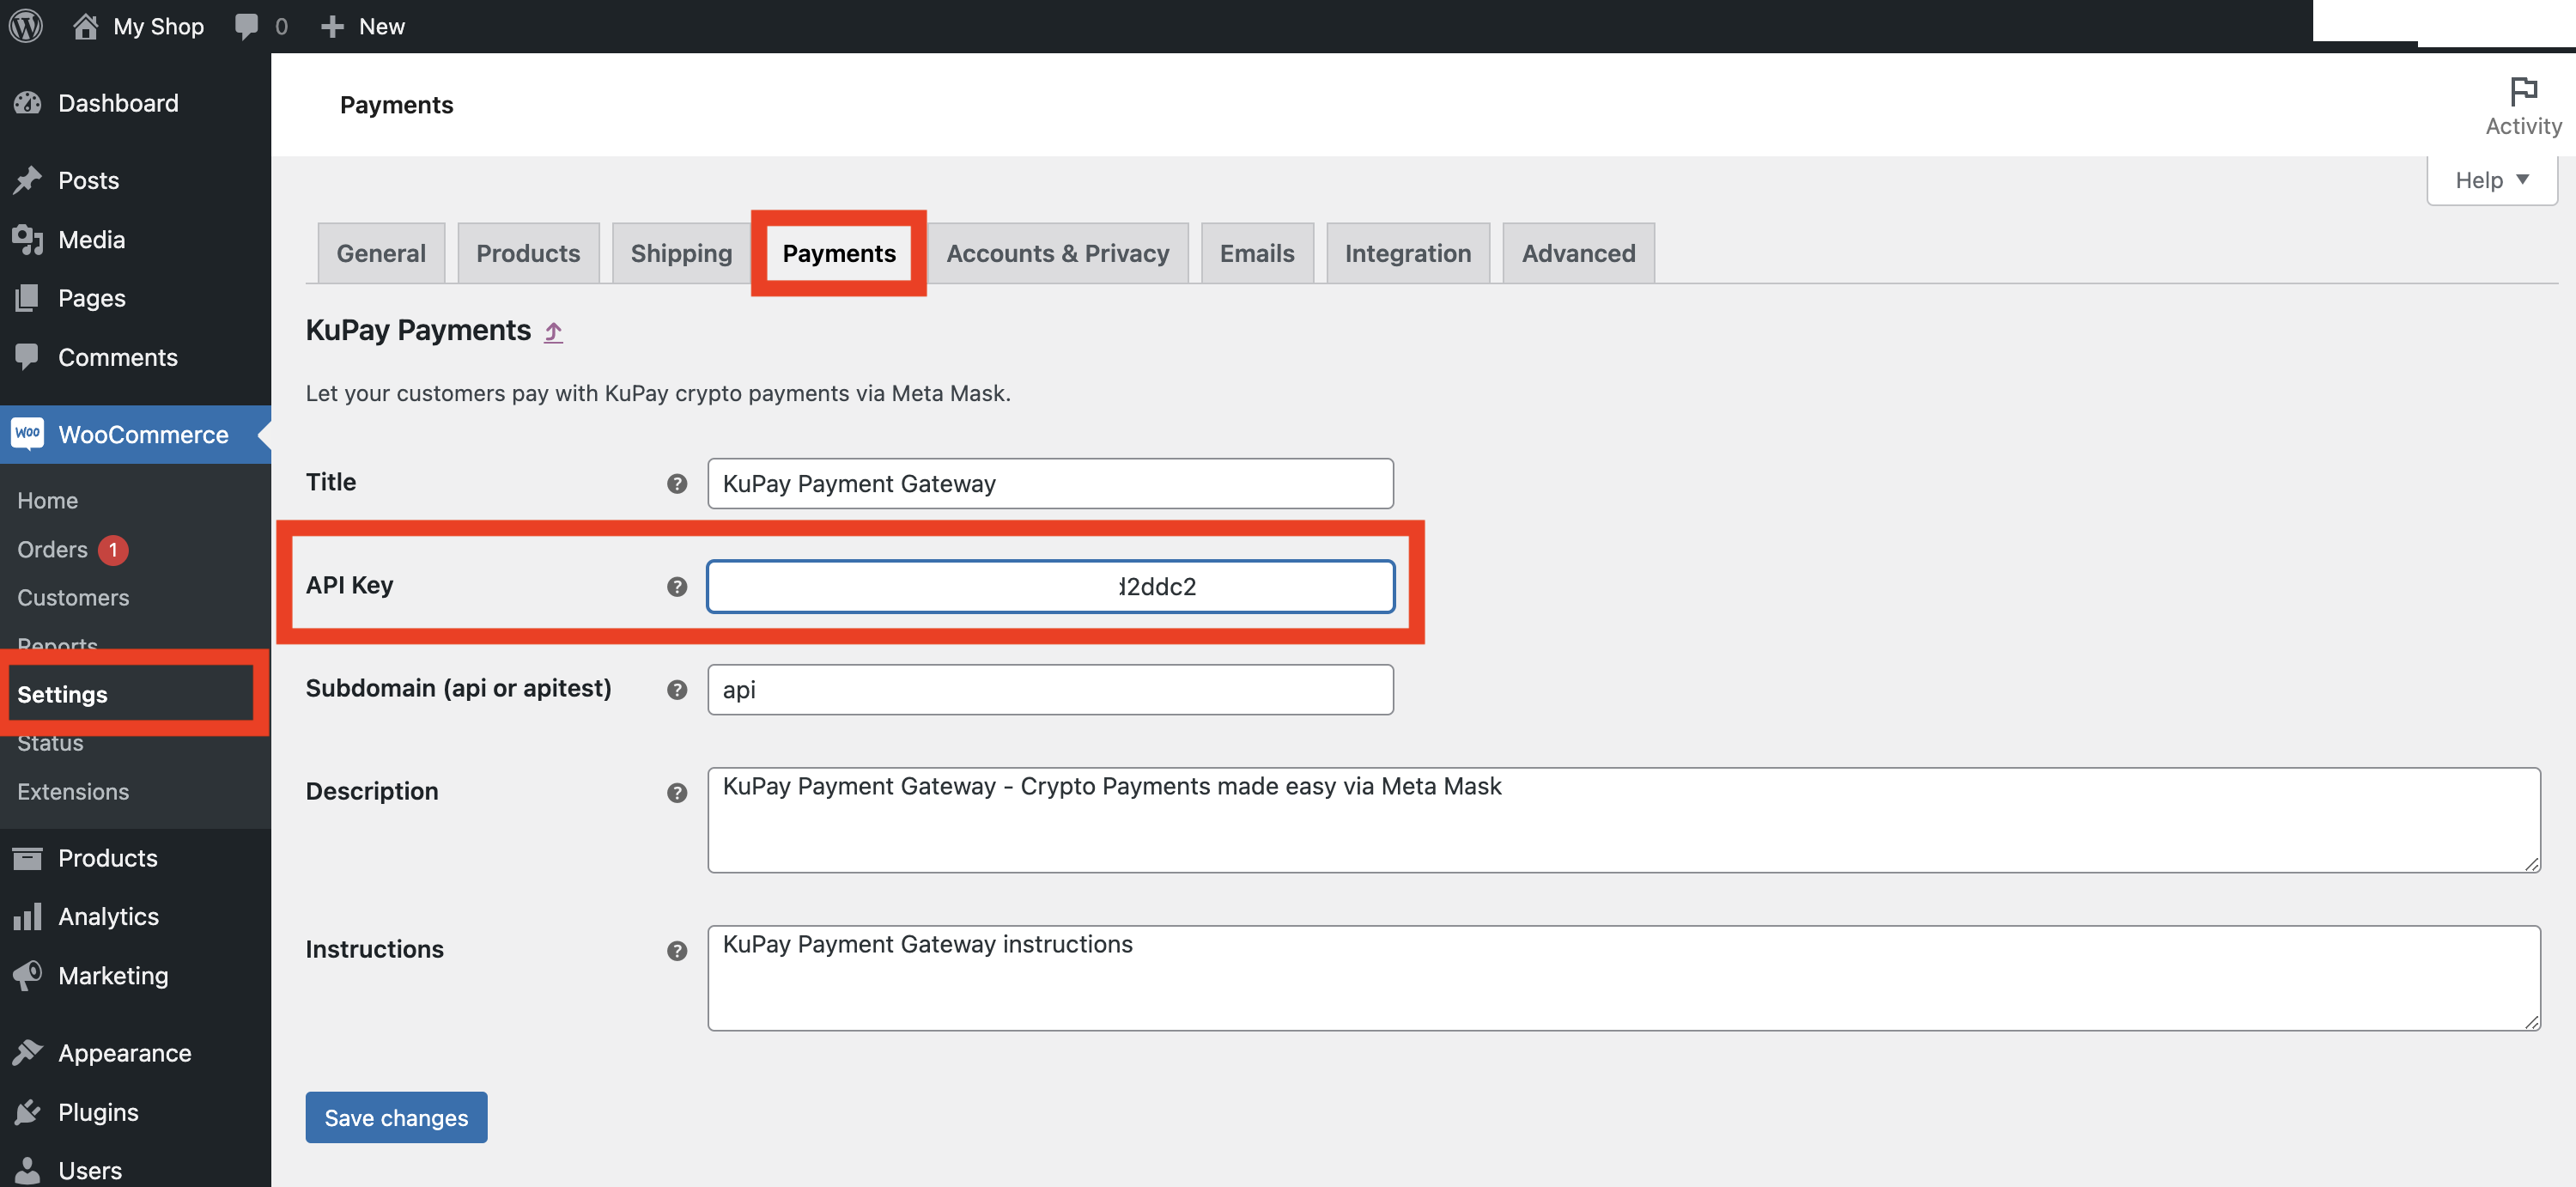 My Shop 0 New
Dashboard
Posts
Media
Pages
Comments
Woo WooCommerce
Home
Orders 1
Customers
Reports
Settings
Status
Extensions
Products
Analytics
Marketing
Appearance
Plugins
Users
Payments
Activity
Help
General Products Shipping Payments Accounts & Privacy Emails Integration Advanced
KuPay Payments
Let your customers pay with KuPay crypto payments via Meta Mask.
Title ? KuPay Payment Gateway
API Key ? d2ddc2
Subdomain (api or apitest) ? api
Description ? KuPay Payment Gateway - Crypto Payments made easy via Meta Mask
Instructions ? KuPay Payment Gateway instructions
Save changes